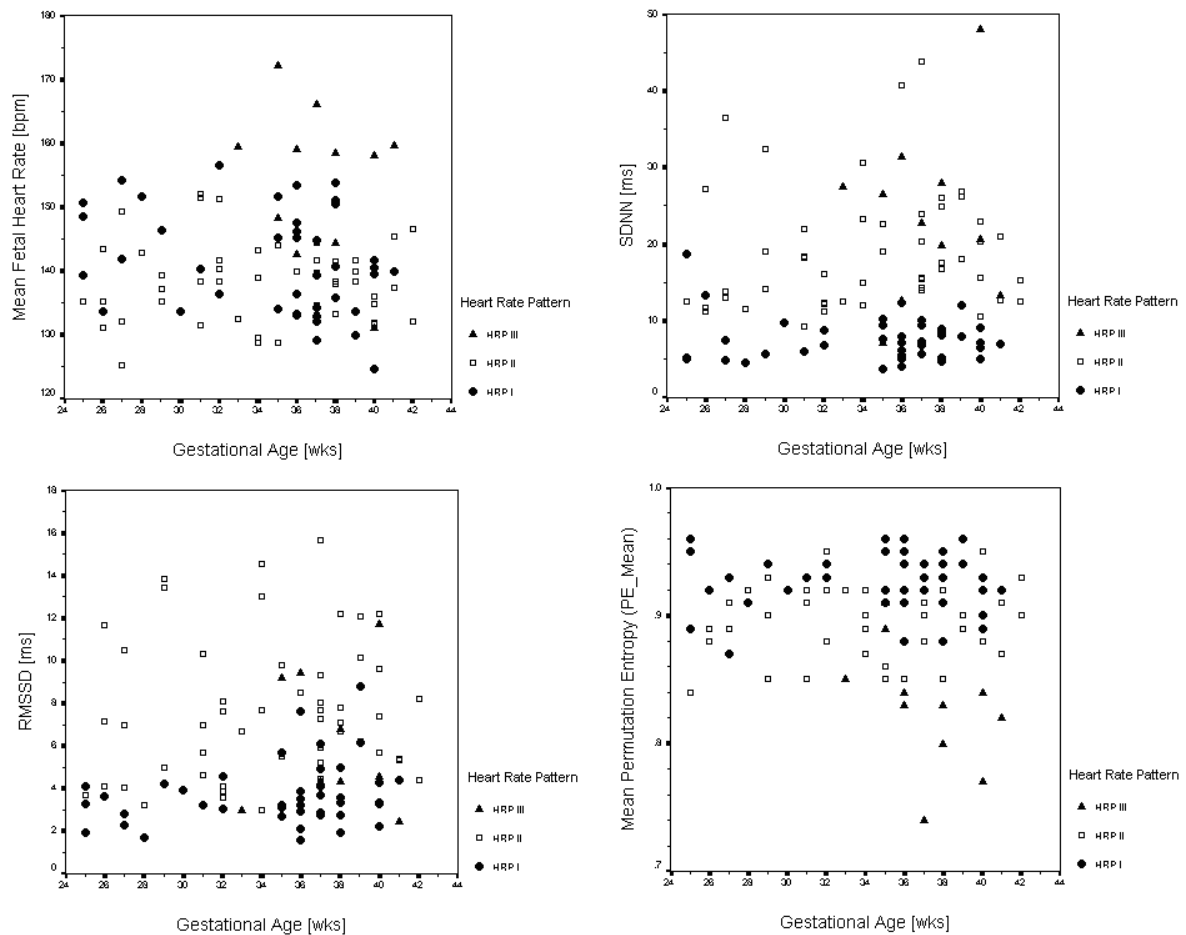 180
170
160
150
140
130
120
Mean Fetal Heart Rate [bpm]
24 26 28 30 32 34 36 38 40 42 44
Gestational Age [wks]
Heart Rate Pattern
HRP III
HRP II
HRP I
50
40
30
20
10
0
SDNN [ms]
24 26 28 30 32 34 36 38 40 42 44
Gestational Age [wks]
Heart Rate Pattern
HRP III
HRP II
HRP I
18
16
14
12
10
8
6
4
2
0
RMSSD [ms]
24 26 28 30 32 34 36 38 40 42 44
Gestational Age [wks]
Heart Rate Pattern
HRP III
HRP II
HRP I
1.0
.9
.8
.7
Mean Permutation Entropy (PE_Mean)
24 26 28 30 32 34 36 38 40 42 44
Gestational Age [wks]
Heart Rate Pattern
HRP III
HRP II
HRP I